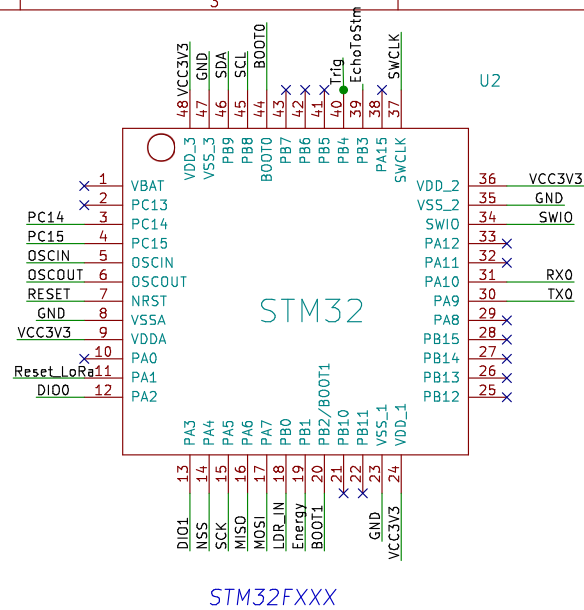 3
VCC3V3
GND
SDA
SCL
BOOT0
Trig
EchoToStm
SWCLK
U2
48
47
46
45
44
43
42
41
40
39
38
37
VDD_3
VSS_3
PB9
PB8
BOOT0
PB7
PB6
PB5
PB4
PB3
PA15
SWCLK
1 VBAT
2 PC13
PC14 3 PC14
PC15 4 PC15
OSCIN 5 OSCIN
OSCOUT 6 OSCOUT
RESET 7 NRST
GND 8 VSSA
VCC3V3 9 VDDA
10 PA0
Reset_LoRa 11 PA1
DIO0 12 PA2
VDD_2 36 VCC3V3
VSS_2 35 GND
SWIO 34 SWIO
PA12 33
PA11 32
PA10 31 RX0
PA9 30 TX0
PA8 29
PB15 28
PB14 27
PB13 26
PB12 25
STM32
PA3
PA4
PA5
PA6
PA7
PB0
PB1
PB2/BOOT1
PB10
PB11
VSS_1
VDD_1
13
14
15
16
17
18
19
20
21
22
23
24
DIO1
NSS
SCK
MISO
MOSI
LDR_IN
Energy
BOOT1
GND
VCC3V3
STM32FXXX